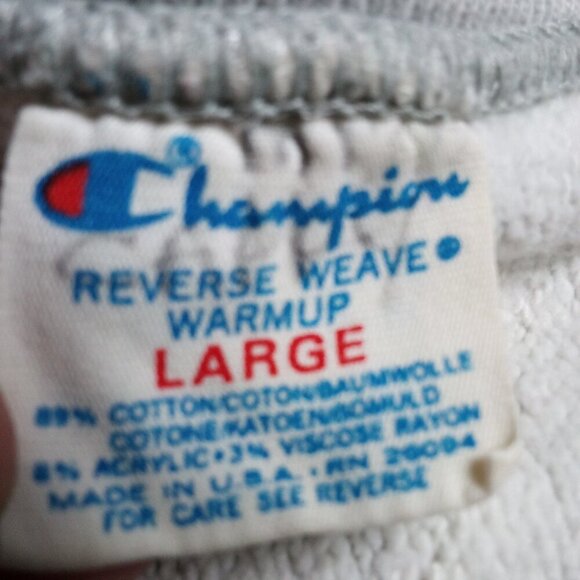 Champion®
REVERSE WEAVE®
WARMUP
LARGE
89% COTTON/COTON/BAUMWOLLE
COTONE/KATOEN/BOMULD
8% ACRYLIC • 3% VISCOSE RAYON
MADE IN U.S.A. • RN 26094
FOR CARE SEE REVERSE